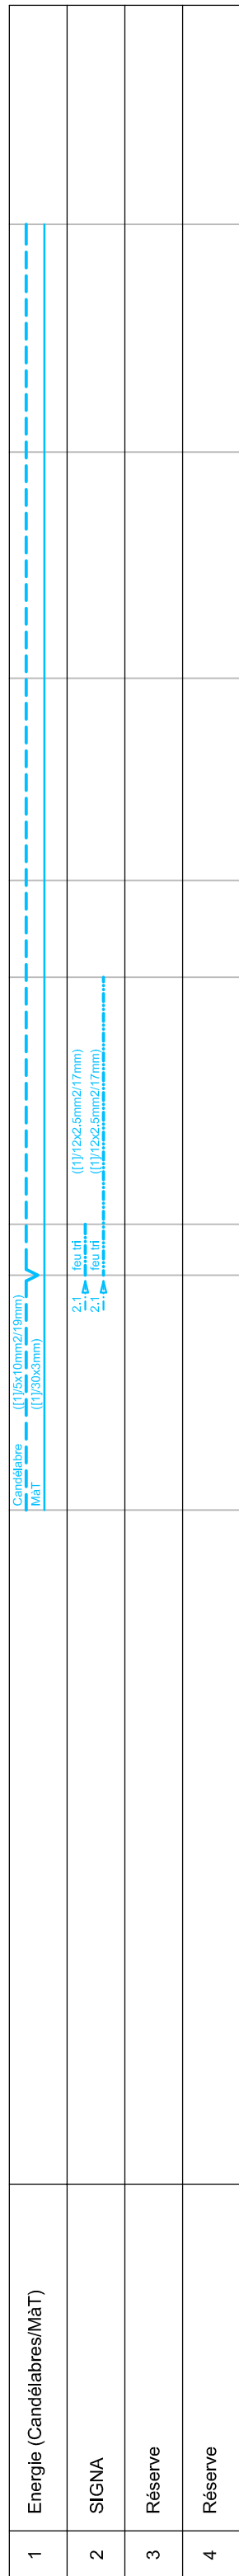 1 Energie (Candélabres/MàT)
Candélabre ([1]/5x10mm2/19mm)
MàT ([1]/30x3mm)
2 SIGNA
2.1 feu tri ([1]/12x2.5mm2/17mm)
2.1 feu tri ([1]/12x2.5mm2/17mm)
3 Réserve
4 Réserve